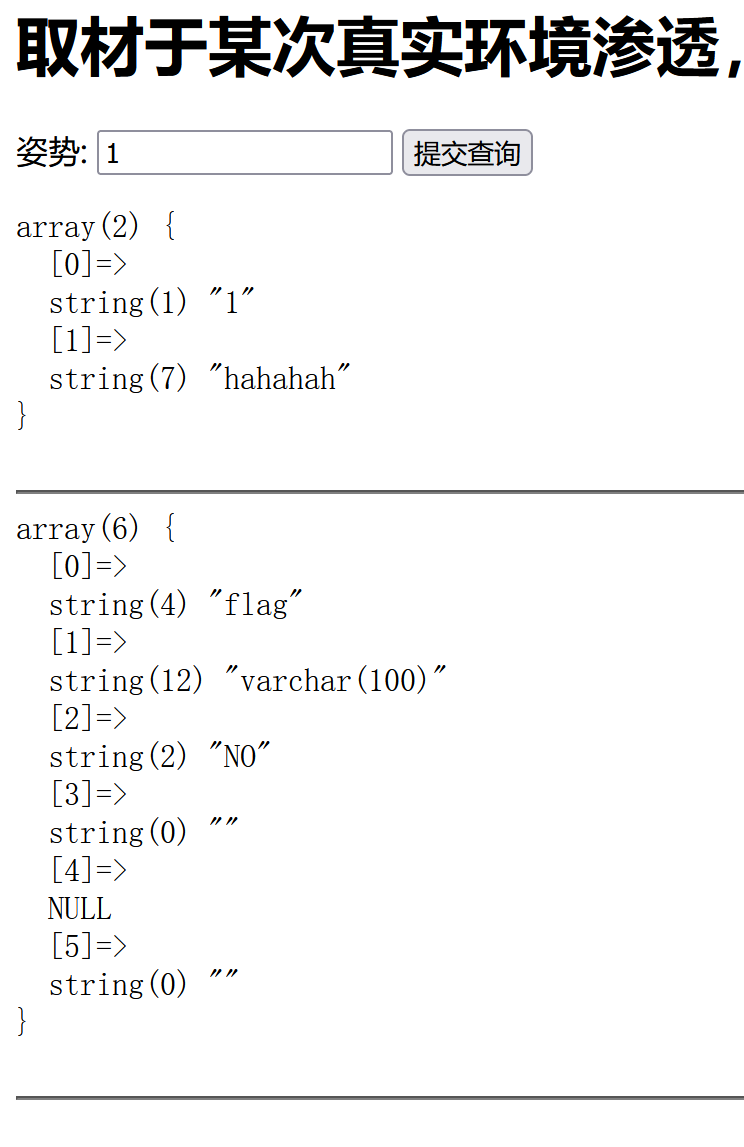 取材于某次真实环境渗透，
姿势: 1 提交查询
array(2) {
  [0]=>
  string(1) "1"
  [1]=>
  string(7) "hahahah"
}
array(6) {
  [0]=>
  string(4) "flag"
  [1]=>
  string(12) "varchar(100)"
  [2]=>
  string(2) "NO"
  [3]=>
  string(0) ""
  [4]=>
  NULL
  [5]=>
  string(0) ""
}